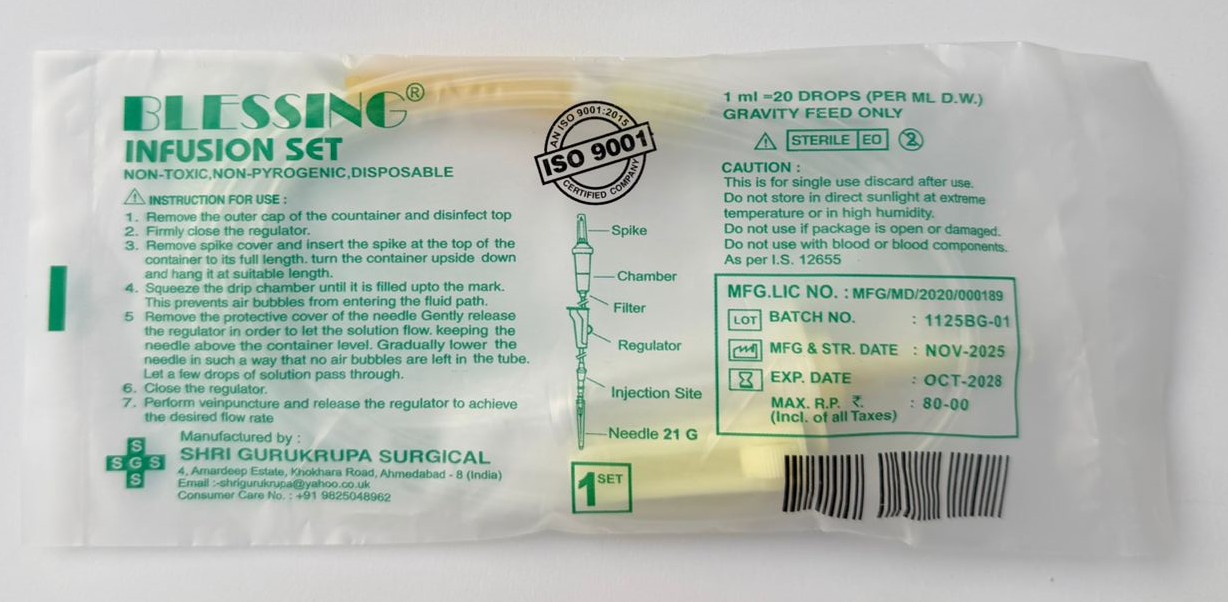 BLESSING®
INFUSION SET
NON-TOXIC,NON-PYROGENIC,DISPOSABLE
INSTRUCTION FOR USE :
1. Remove the outer cap of the countainer and disinfect top
2. Firmly close the regulator.
3. Remove spike cover and insert the spike at the top of the
container to its full length. turn the container upside down
and hang it at suitable length.
4. Squeeze the drip chamber until it is filled upto the mark.
This prevents air bubbles from entering the fluid path.
5 Remove the protective cover of the needle Gently release
the regulator in order to let the solution flow. keeping the
needle above the container level. Gradually lower the
needle in such a way that no air bubbles are left in the tube.
Let a few drops of solution pass through.
6. Close the regulator.
7. Perform veinpuncture and release the regulator to achieve
the desired flow rate
S
SGS
S
Manufactured by :
SHRI GURUKRUPA SURGICAL
4, Amardeep Estate, Khokhara Road, Ahmedabad - 8 (India)
Email :-shrigurukrupa@yahoo.co.uk
Consumer Care No. : +91 9825048962
AN ISO 9001:2015
ISO 9001
CERTIFIED COMPANY
Spike
Chamber
Filter
Regulator
Injection Site
Needle 21 G
1 SET
1 ml =20 DROPS (PER ML D.W.)
GRAVITY FEED ONLY
STERILE EO 2
CAUTION :
This is for single use discard after use.
Do not store in direct sunlight at extreme
temperature or in high humidity.
Do not use if package is open or damaged.
Do not use with blood or blood components.
As per I.S. 12655
MFG.LIC NO. : MFG/MD/2020/000189
LOT BATCH NO. : 1125BG-01
MFG & STR. DATE : NOV-2025
EXP. DATE : OCT-2028
MAX. R.P. ₹. : 80-00
(Incl. of all Taxes)